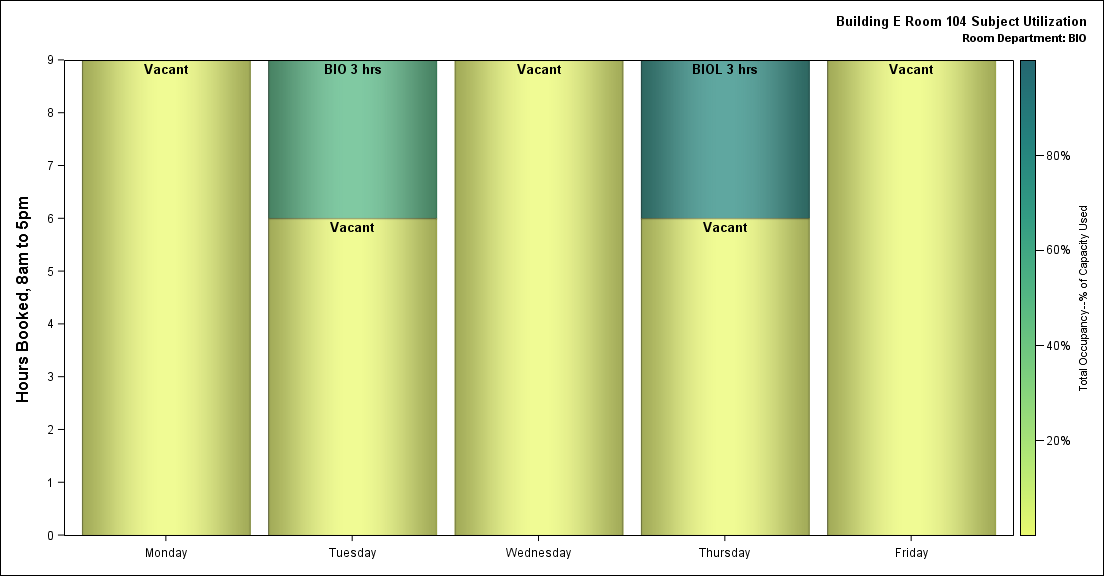 Building E Room 104 Subject Utilization
Room Department: BIO
Hours Booked, 8am to 5pm
9
8
7
6
5
4
3
2
1
0
Vacant
BIO 3 hrs
Vacant
BIOL 3 hrs
Vacant
Vacant
Vacant
Monday
Tuesday
Wednesday
Thursday
Friday
80%
60%
40%
20%
Total Occupancy--% of Capacity Used